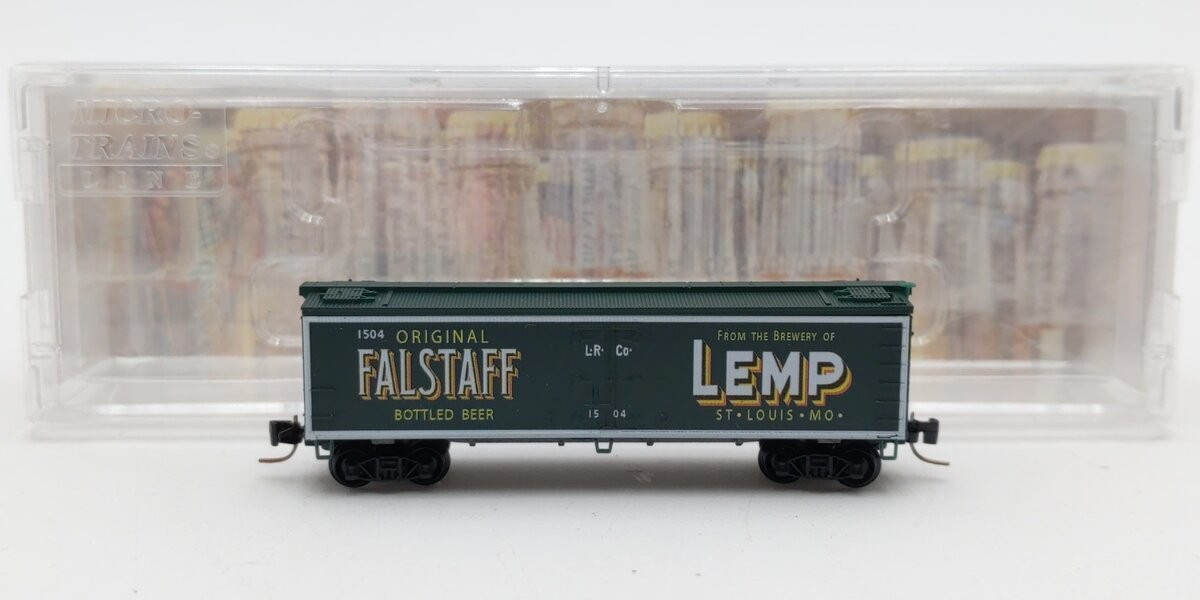 MICRO-
TRAINS®
LINE
1504 ORIGINAL
FALSTAFF
BOTTLED BEER
L·R· Co·
15 04
FROM THE BREWERY OF
LEMP
ST·LOUIS·MO·